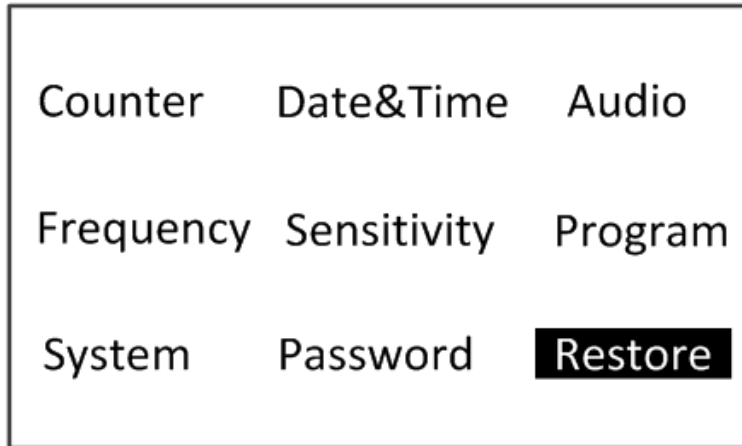 Counter Date&Time Audio
Frequency Sensitivity Program
System Password Restore